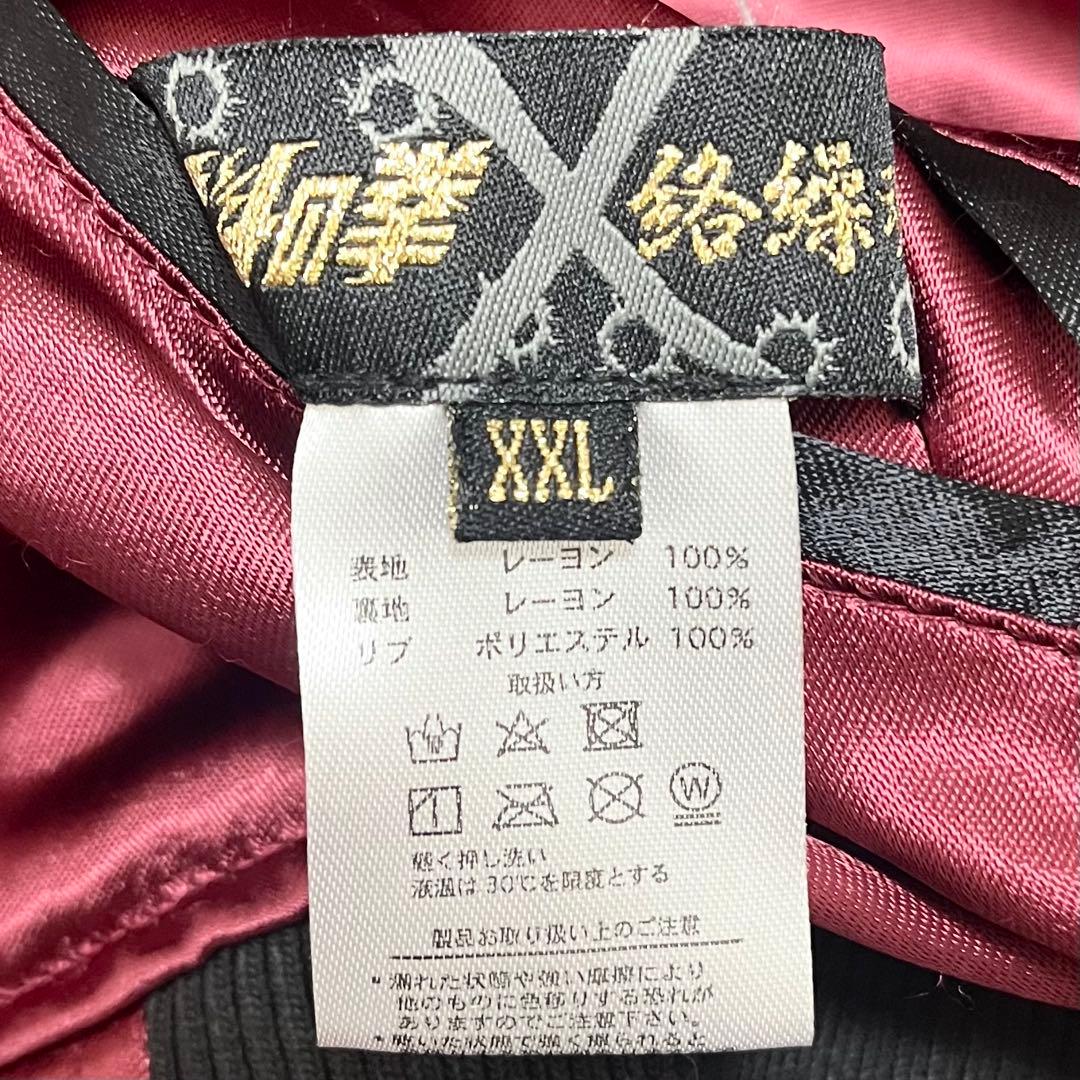 絡繰
XXL
表地 レーヨン 100%
裏地 レーヨン 100%
リブ ポリエステル 100%
取扱い方
W
軽く押し洗い
液温は30℃を限度とする
製品お取り扱い上のご注意
* 濡れた状態や強い摩擦により
他のものに色移りする恐れが
ありますのでご注意下さい。